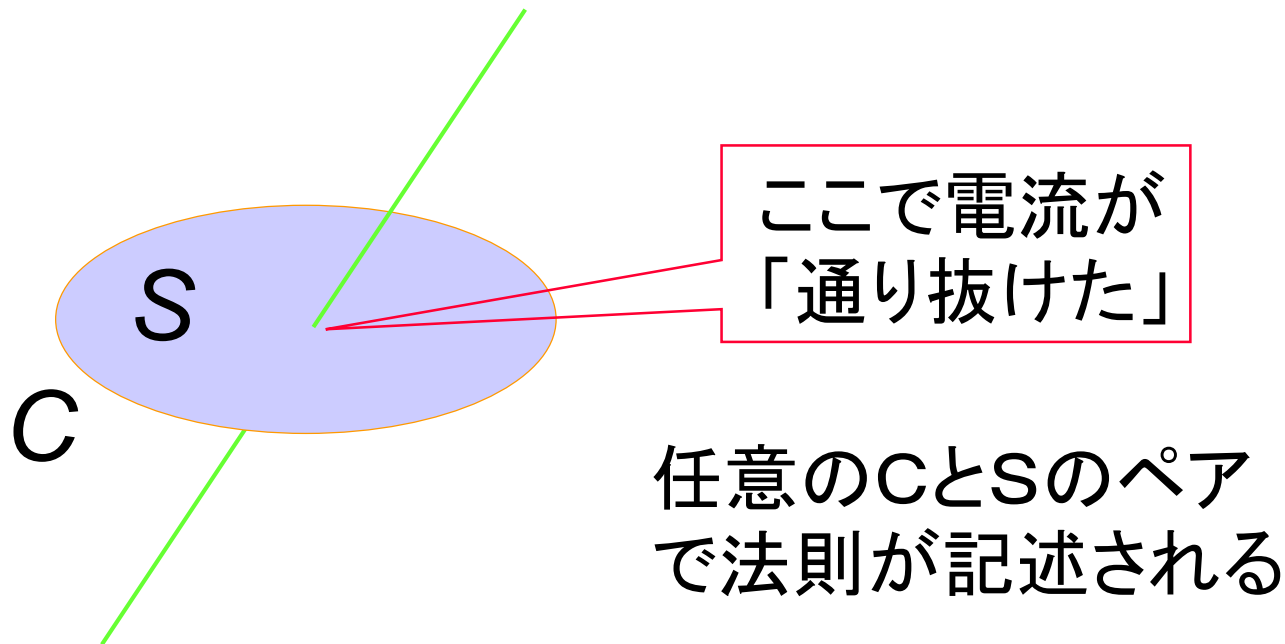 S
C
ここで電流が
「通り抜けた」
任意のCとSのペア
で法則が記述される